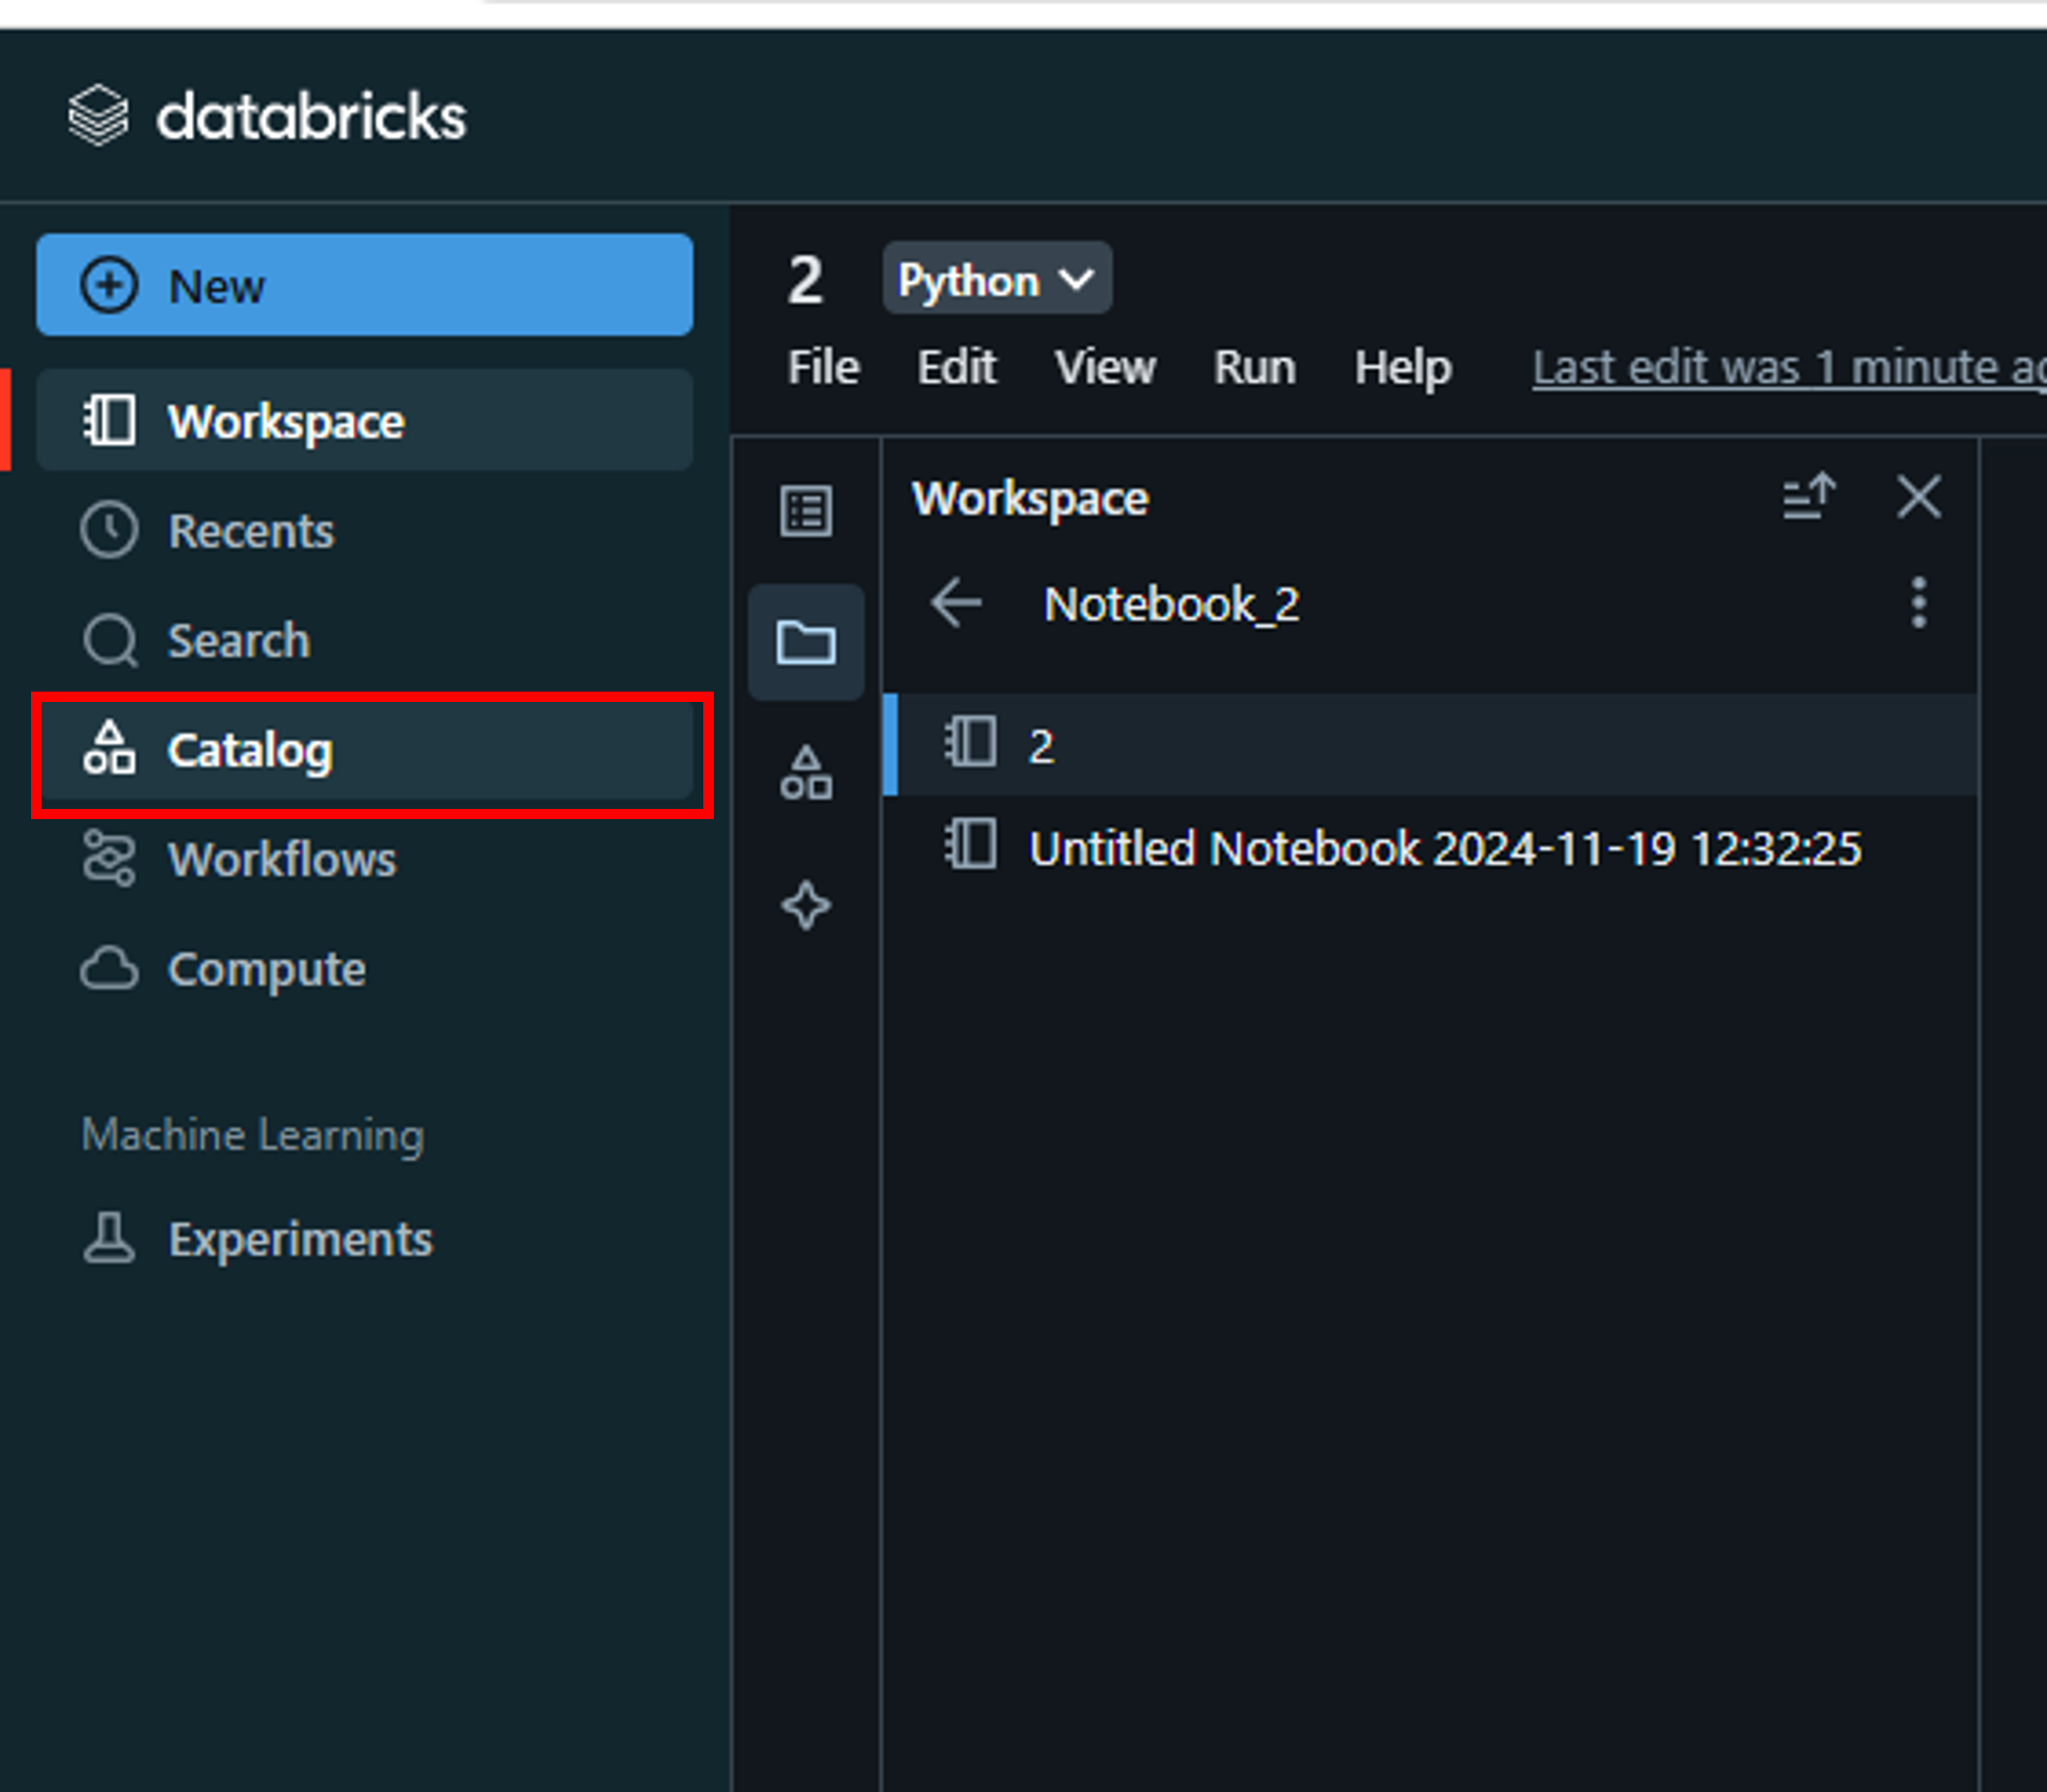 databricks
New
Workspace
Recents
Search
Catalog
Workflows
Compute
Machine Learning
Experiments
2 Python
File Edit View Run Help Last edit was 1 minute
Workspace
Notebook_2
2
Untitled Notebook 2024-11-19 12:32:25